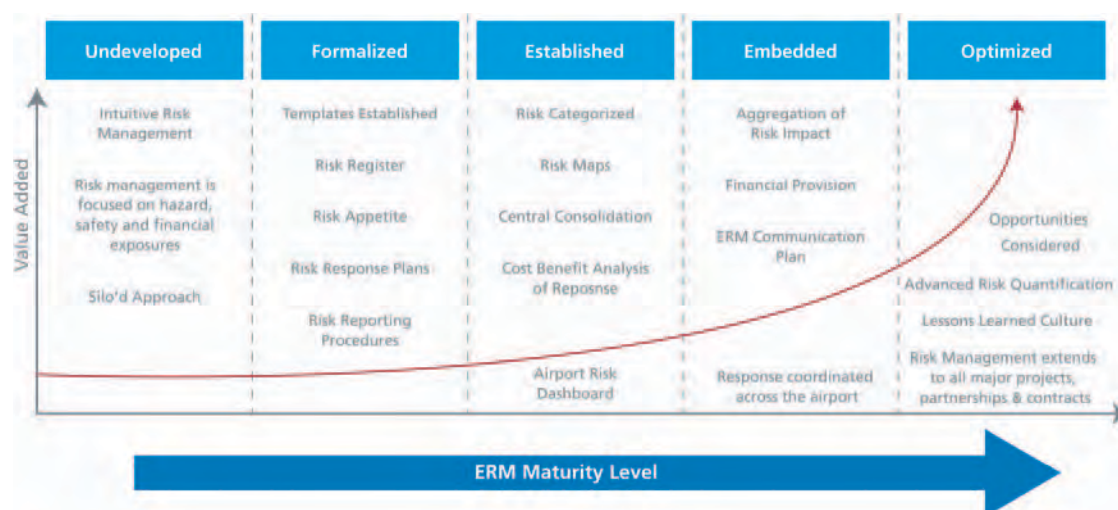 Undeveloped
Formalized
Established
Embedded
Optimized
Value Added
Intuitive Risk
Management
Risk management is
focused on hazard,
safety and financial
exposures
Silo'd Approach
Templates Established
Risk Register
Risk Appetite
Risk Response Plans
Risk Reporting
Procedures
Risk Categorized
Risk Maps
Central Consolidation
Cost Benefit Analysis
of Reposnse
Airport Risk
Dashboard
Aggregation of
Risk Impact
Financial Provision
ERM Communication
Plan
Response coordinated
across the airport
Opportunities
Considered
Advanced Risk Quantification
Lessons Learned Culture
Risk Management extends
to all major projects,
partnerships & contracts
ERM Maturity Level